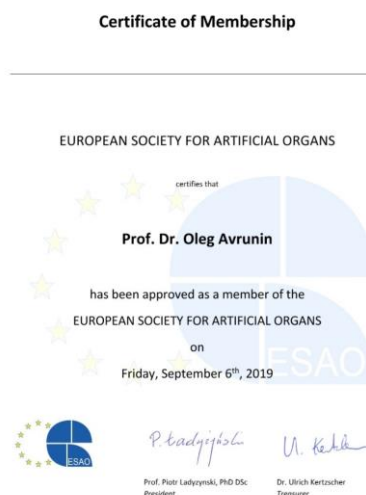 Certificate of Membership
EUROPEAN SOCIETY FOR ARTIFICIAL ORGANS
certifies that
Prof. Dr. Oleg Avrunin
has been approved as a member of the
EUROPEAN SOCIETY FOR ARTIFICIAL ORGANS
on
Friday, September 6th, 2019
ESAO
ESAO
P. Ładyżyński
U. Kert
Prof. Piotr Ladyzynski, PhD DSc
President
Dr. Ulrich Kertzscher
Treasurer